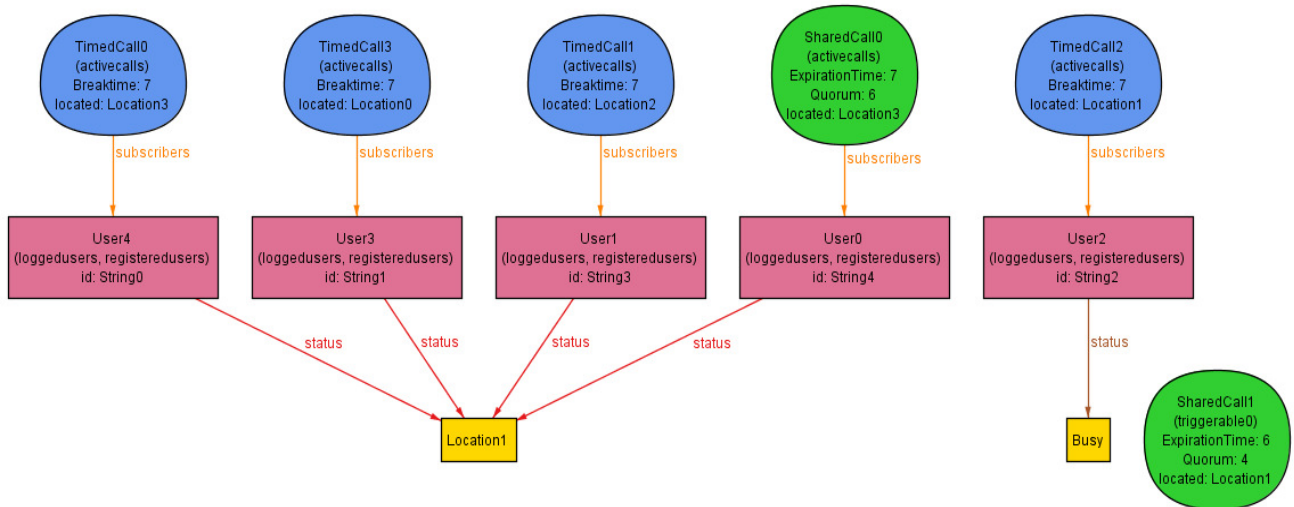 TimedCall0
(activecalls)
Breaktime: 7
located: Location3
TimedCall3
(activecalls)
Breaktime: 7
located: Location0
TimedCall1
(activecalls)
Breaktime: 7
located: Location2
SharedCall0
(activecalls)
ExpirationTime: 7
Quorum: 6
located: Location3
TimedCall2
(activecalls)
Breaktime: 7
located: Location1
subscribers
subscribers
subscribers
subscribers
subscribers
User4
(loggedusers, registeredusers)
id: String0
User3
(loggedusers, registeredusers)
id: String1
User1
(loggedusers, registeredusers)
id: String3
User0
(loggedusers, registeredusers)
id: String4
User2
(loggedusers, registeredusers)
id: String2
status
status
status
status
status
Location1
Busy
SharedCall1
(triggerable0)
ExpirationTime: 6
Quorum: 4
located: Location1